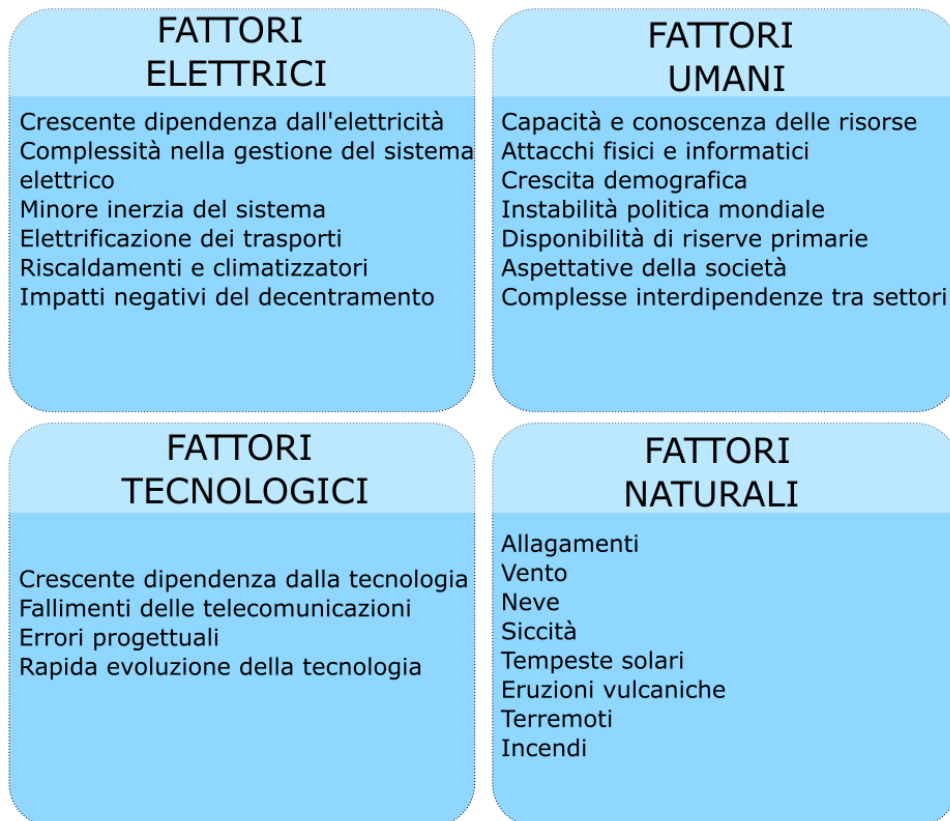 FATTORI
ELETTRICI
Crescente dipendenza dall'elettricità
Complessità nella gestione del sistema
elettrico
Minore inerzia del sistema
Elettrificazione dei trasporti
Riscaldamenti e climatizzatori
Impatti negativi del decentramento
FATTORI
UMANI
Capacità e conoscenza delle risorse
Attacchi fisici e informatici
Crescita demografica
Instabilità politica mondiale
Disponibilità di riserve primarie
Aspettative della società
Complesse interdipendenze tra settori
FATTORI
TECNOLOGICI
Crescente dipendenza dalla tecnologia
Fallimenti delle telecomunicazioni
Errori progettuali
Rapida evoluzione della tecnologia
FATTORI
NATURALI
Allagamenti
Vento
Neve
Siccità
Tempeste solari
Eruzioni vulcaniche
Terremoti
Incendi